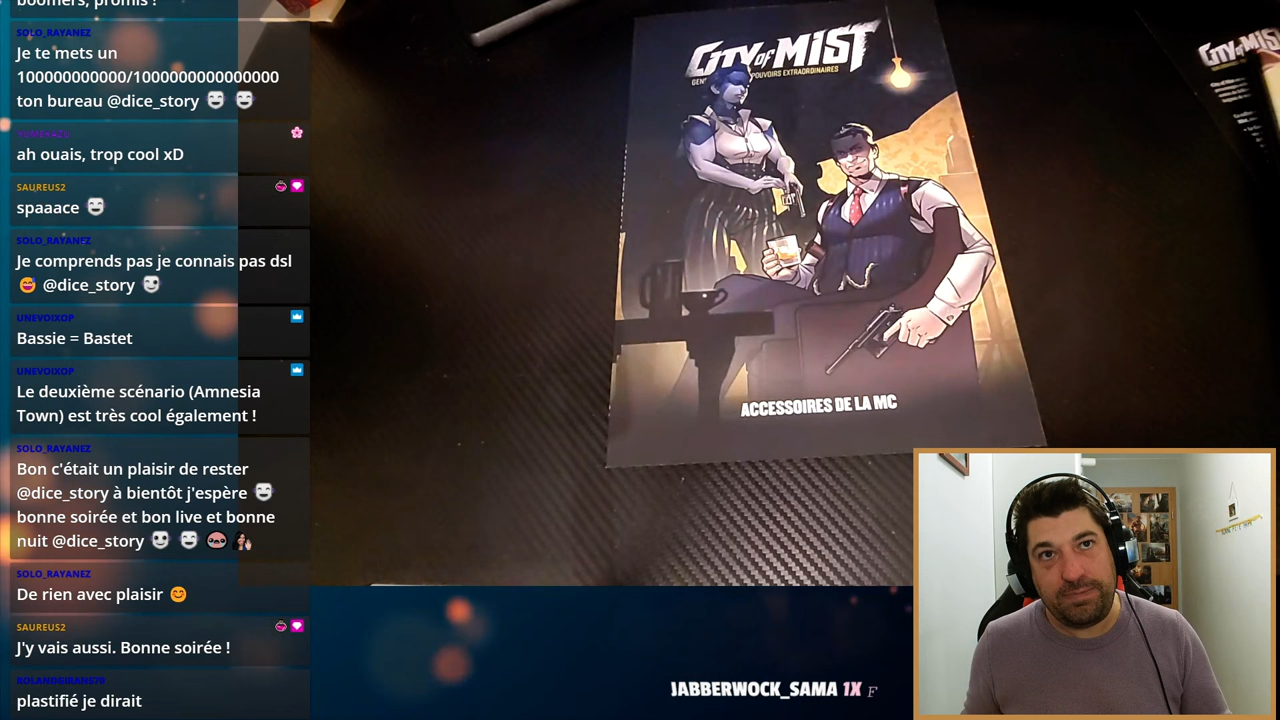 boomers, promis !
SOLO_RAYANEZ
Je te mets un
100000000000/1000000000000000
ton bureau @dice_story
ah ouais, trop cool xD
SAUREUS2
spaaace
SOLO_RAYANEZ
Je comprends pas je connais pas dsl
@dice_story
UNEVOIXOP
Bassie = Bastet
UNEVOIXOP
Le deuxième scénario (Amnesia
Town) est très cool également !
SOLO_RAYANEZ
Bon c'était un plaisir de rester
@dice_story à bientôt j'espère
bonne soirée et bon live et bonne
nuit @dice_story
SOLO_RAYANEZ
De rien avec plaisir
SAUREUS2
J'y vais aussi. Bonne soirée !
plastifié je dirait
CITY of MIST
POUVOIRS EXTRAORDINAIRES
ACCESSOIRES DE LA MC
CITY of MIST
JABBERWOCK_SAMA 1X F